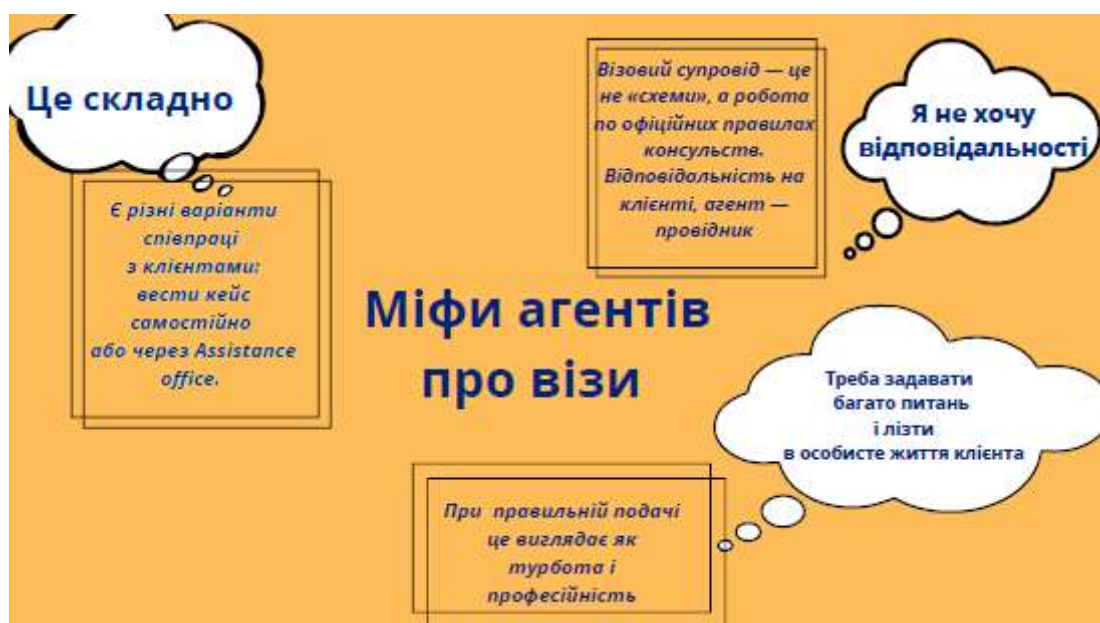 Це складно
Є різні варіанти
співпраці
з клієнтами:
вести кейс
самостійно
або через Assistance
office.
Міфи агентів
про візи
Візовий супровід — це
не «схеми», а робота
по офіційних правилах
консульств.
Відповідальність на
клієнті, агент —
провідник
Я не хочу
відповідальності
Треба задавати
багато питань
і лізти
в особисте життя клієнта
При правильній подачі
це виглядає як
турбота і
професійність